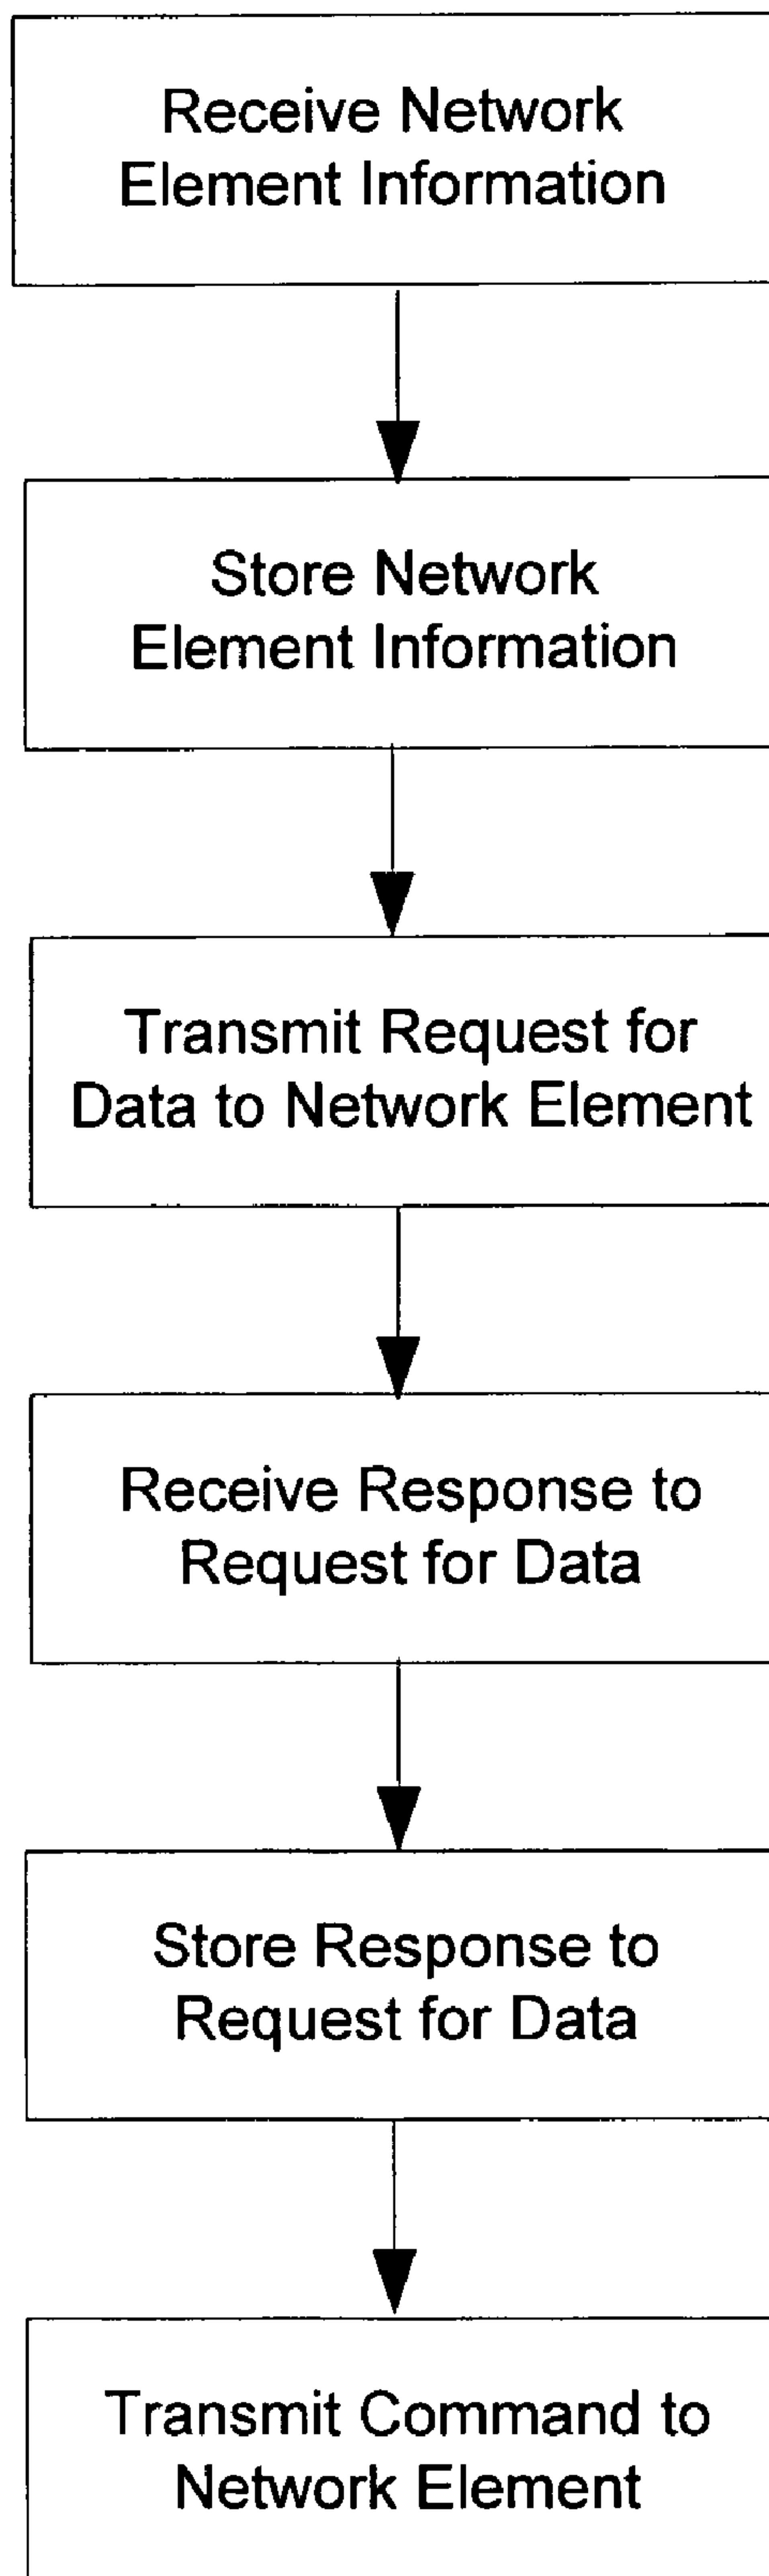 Receive Network
Element Information
Store Network
Element Information
Transmit Request for
Data to Network Element
Receive Response to
Request for Data
Store Response to
Request for Data
Transmit Command to
Network Element